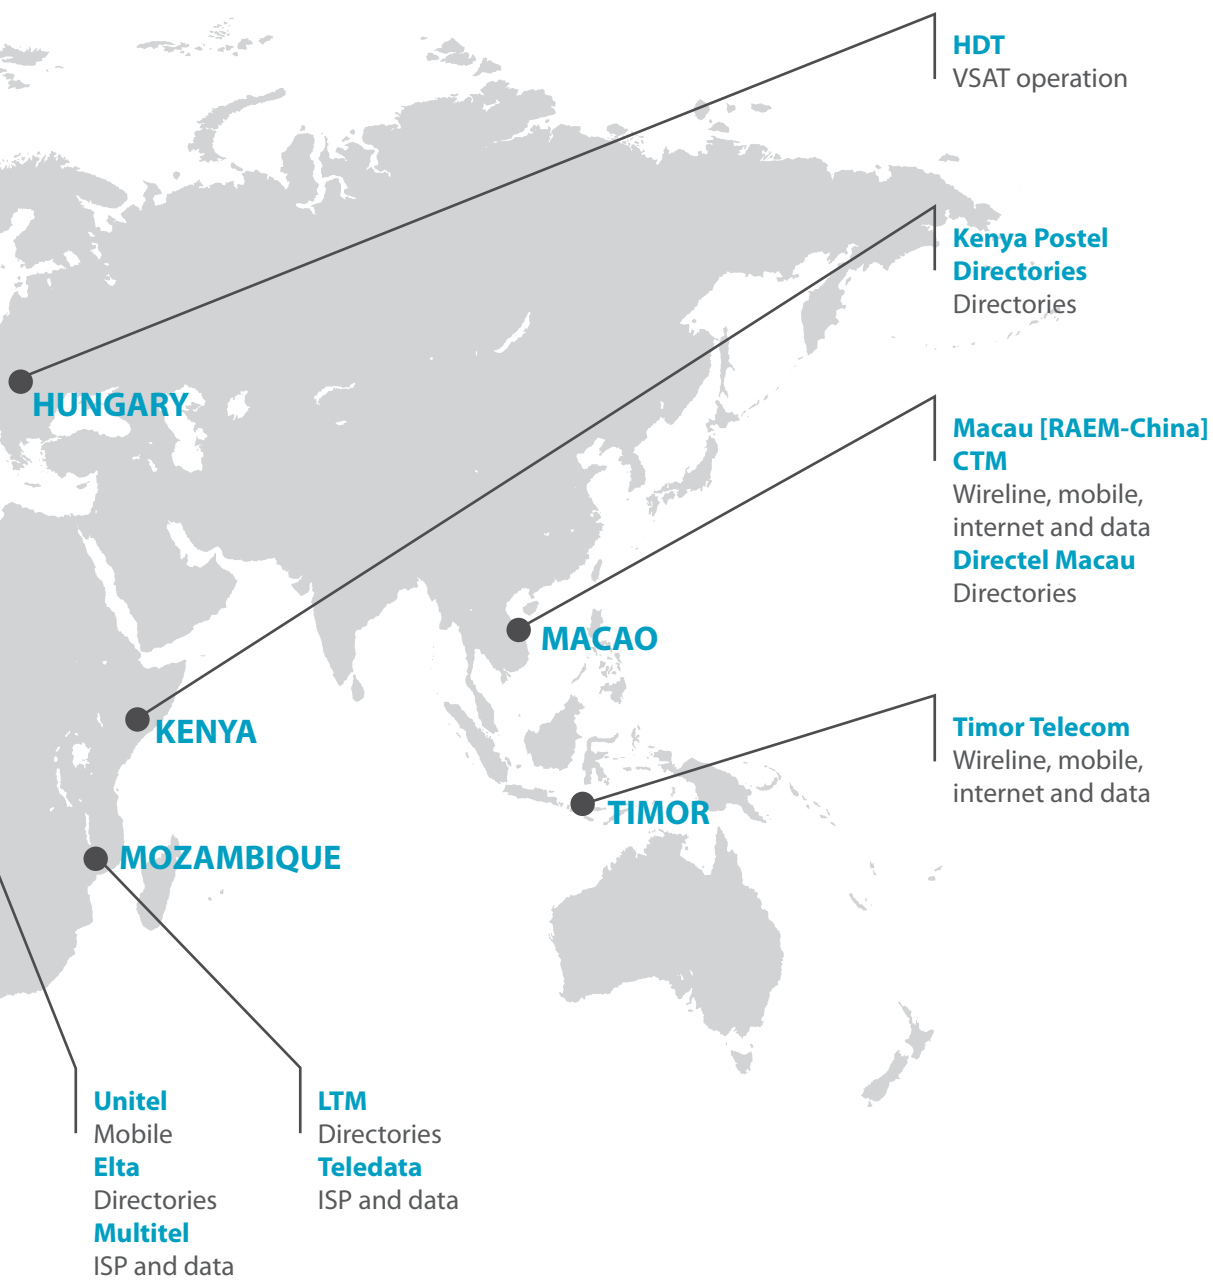 HDT
VSAT operation
Kenya Postel
Directories
Directories
HUNGARY
Macau [RAEM-China]
CTM
Wireline, mobile,
internet and data
Directel Macau
Directories
MACAO
KENYA
Timor Telecom
Wireline, mobile,
internet and data
TIMOR
MOZAMBIQUE
Unitel
Mobile
Elta
Directories
Multitel
ISP and data
LTM
Directories
Teledata
ISP and data